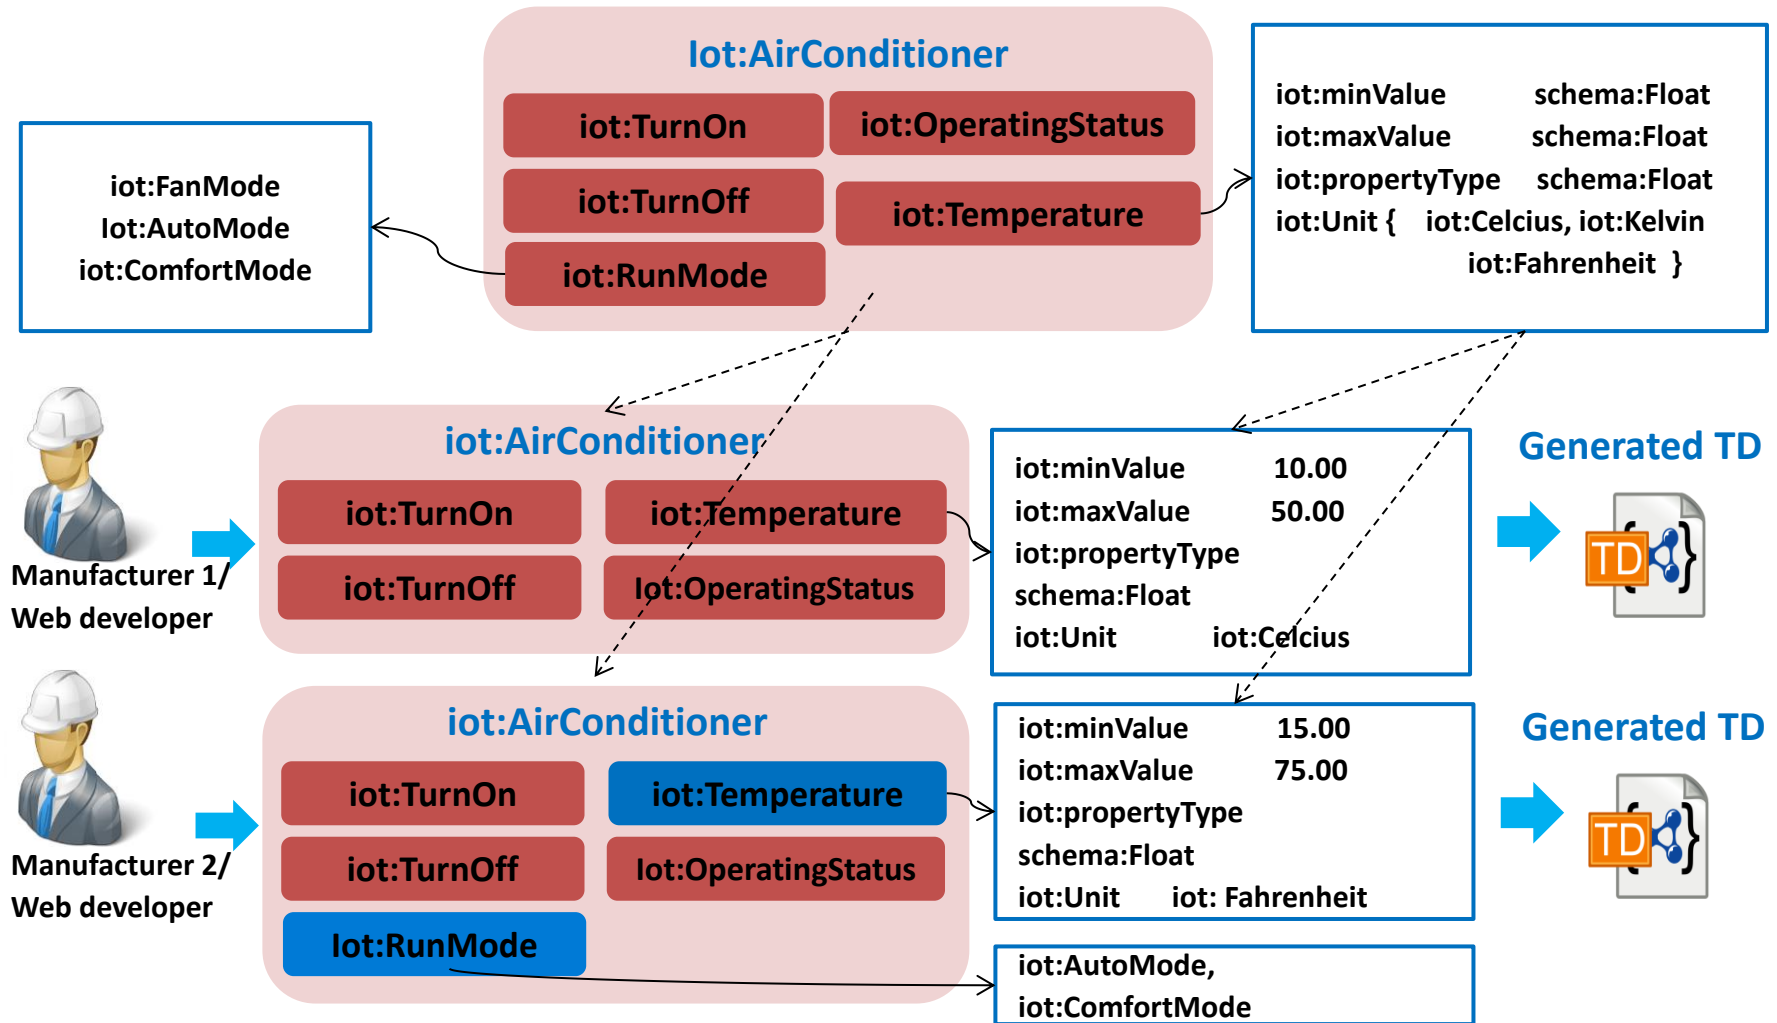 Iot:AirConditioner
iot:TurnOn
iot:OperatingStatus
iot:TurnOff
iot:Temperature
iot:RunMode
iot:FanMode
Iot:AutoMode
iot:ComfortMode
iot:minValue schema:Float
iot:maxValue schema:Float
iot:propertyType schema:Float
iot:Unit { iot:Celcius, iot:Kelvin
iot:Fahrenheit }
Manufacturer 1/
Web developer
iot:AirConditioner
iot:TurnOn
iot:Temperature
iot:TurnOff
Iot:OperatingStatus
iot:minValue 10.00
iot:maxValue 50.00
iot:propertyType
schema:Float
iot:Unit iot:Celcius
Generated TD
TD { }
Manufacturer 2/
Web developer
iot:AirConditioner
iot:TurnOn
iot:Temperature
iot:TurnOff
Iot:OperatingStatus
Iot:RunMode
iot:minValue 15.00
iot:maxValue 75.00
iot:propertyType
schema:Float
iot:Unit iot: Fahrenheit
iot:AutoMode,
iot:ComfortMode
Generated TD
TD { }